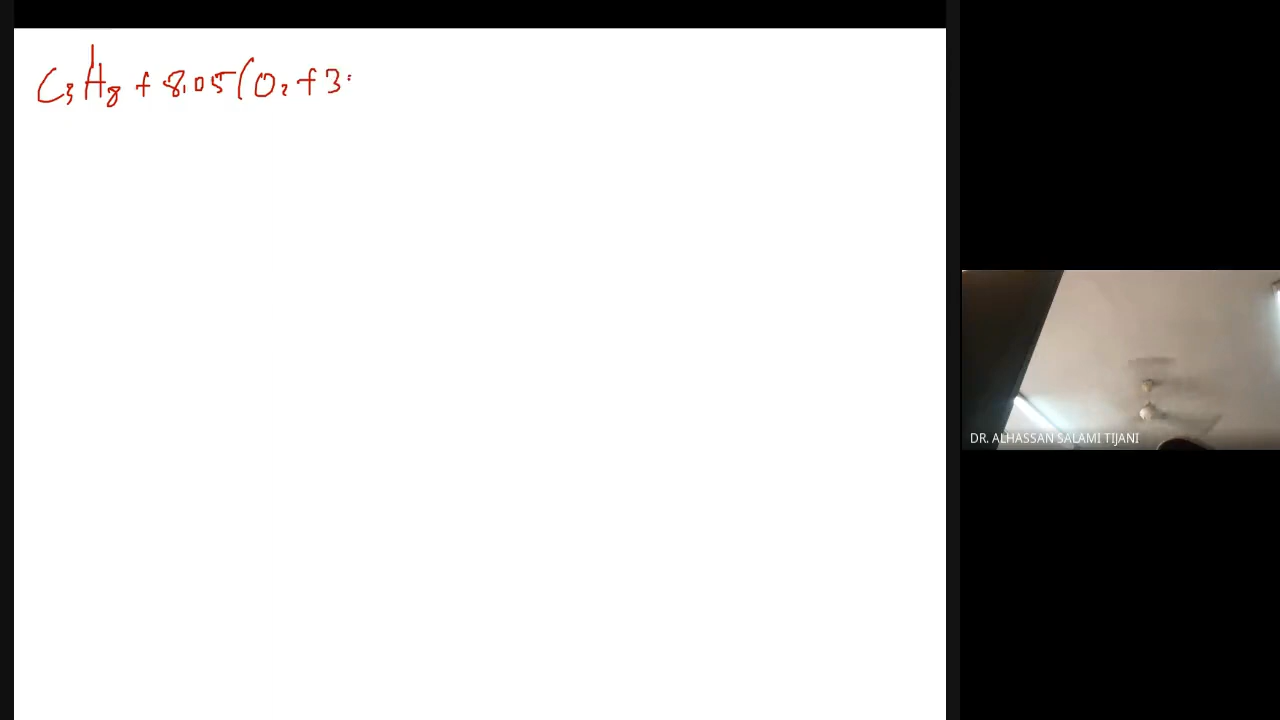 C₃H₈ + 8.05(O₂ + 3.
DR. ALHASSAN SALAMI TIJANI